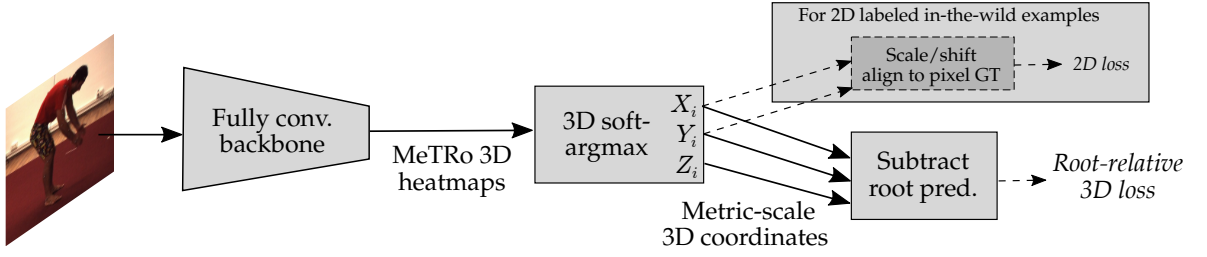 For 2D labeled in-the-wild examples
Scale/shift
align to pixel GT
2D loss
Fully conv.
backbone
MeTRo 3D
heatmaps
3D soft-
argmax
X_i
Y_i
Z_i
Metric-scale
3D coordinates
Subtract
root pred.
Root-relative
3D loss